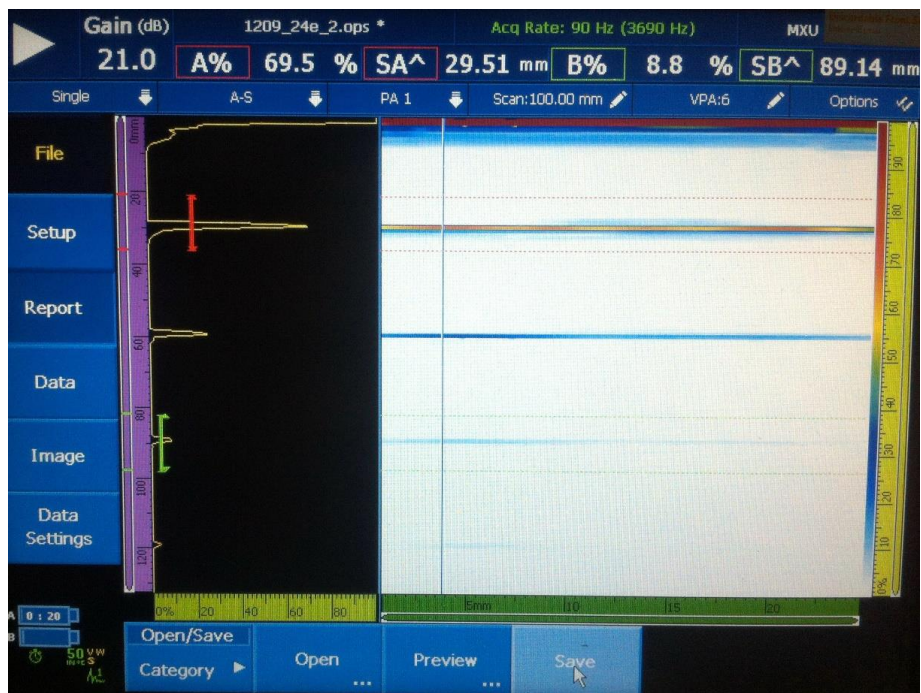 Gain (dB)
1209_24e_2.ops *
Acq Rate: 90 Hz (3690 Hz)
MXU
21.0
A% 69.5 %
SA^ 29.51 mm
B% 8.8 %
SB^ 89.14 mm
Single
A-S
PA 1
Scan:100.00 mm
VPA:6
Options
File
Setup
Report
Data
Image
Data
Settings
0mm
20
40
60
80
100
120
0% 20 40 60 80
5mm 10 15 20
90
80
70
60
50
40
30
20
10
0%
A 0 : 20
B
50
Open/Save
Category
Open
...
Preview
...
Save